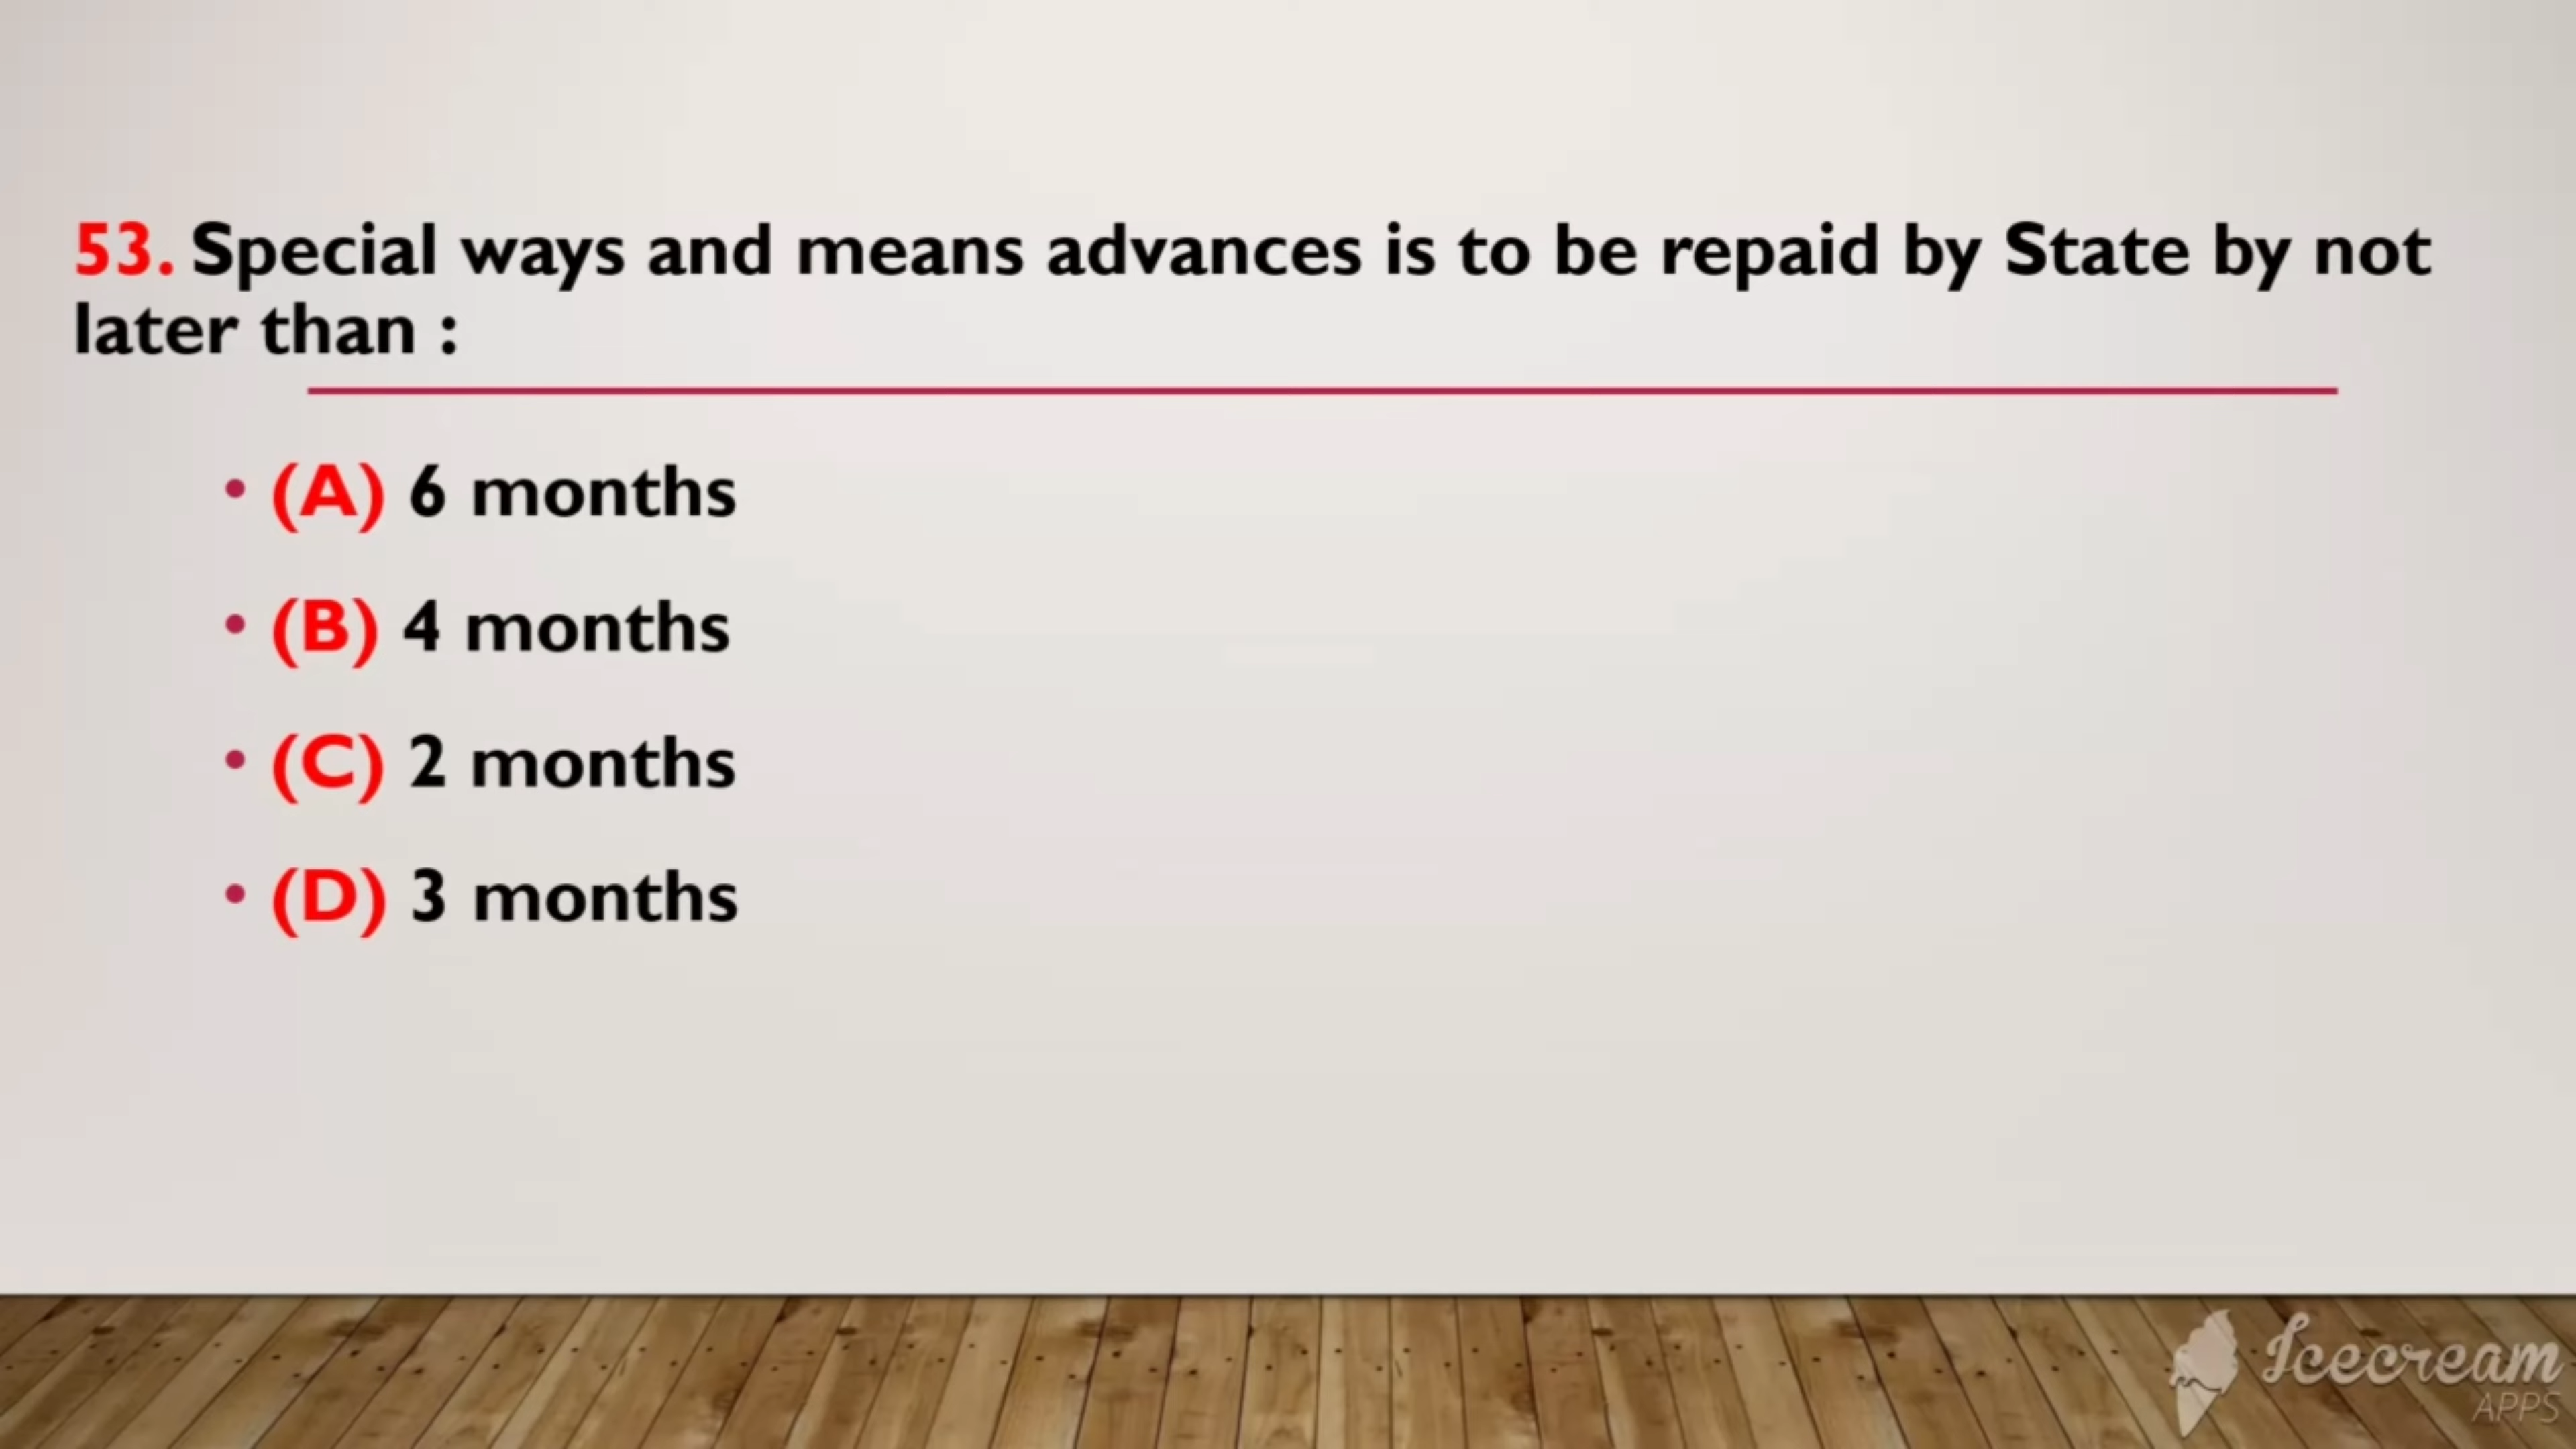 53. Special ways and means advances is to be repaid by State by not
later than :
• (A) 6 months
• (B) 4 months
• (C) 2 months
• (D) 3 months
Icecream
APPS